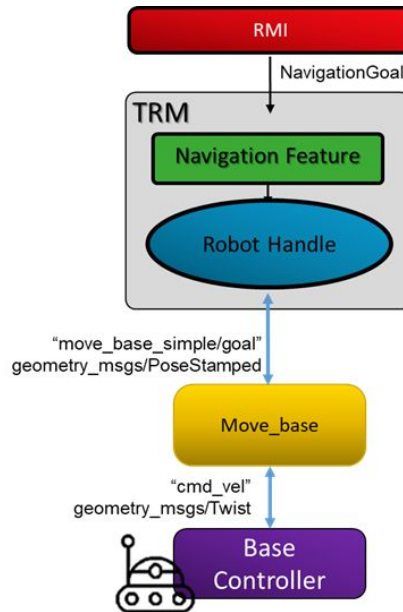 RMI
NavigationGoal
TRM
Navigation Feature
Robot Handle
“move_base_simple/goal”
geometry_msgs/PoseStamped
Move_base
“cmd_vel”
geometry_msgs/Twist
Base
Controller